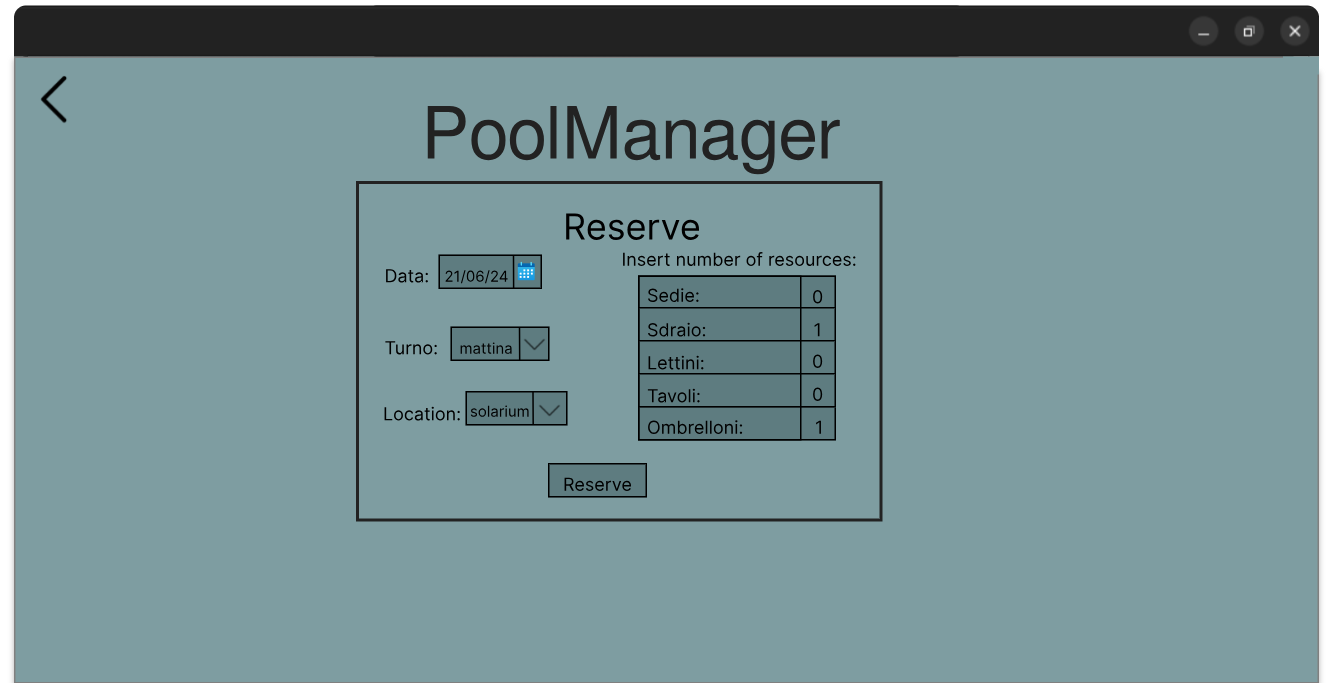 PoolManager
Reserve
Data: 21/06/24
Turno: mattina
Location: solarium
Insert number of resources:
Sedie: 0
Sdraio: 1
Lettini: 0
Tavoli: 0
Ombrelloni: 1
Reserve